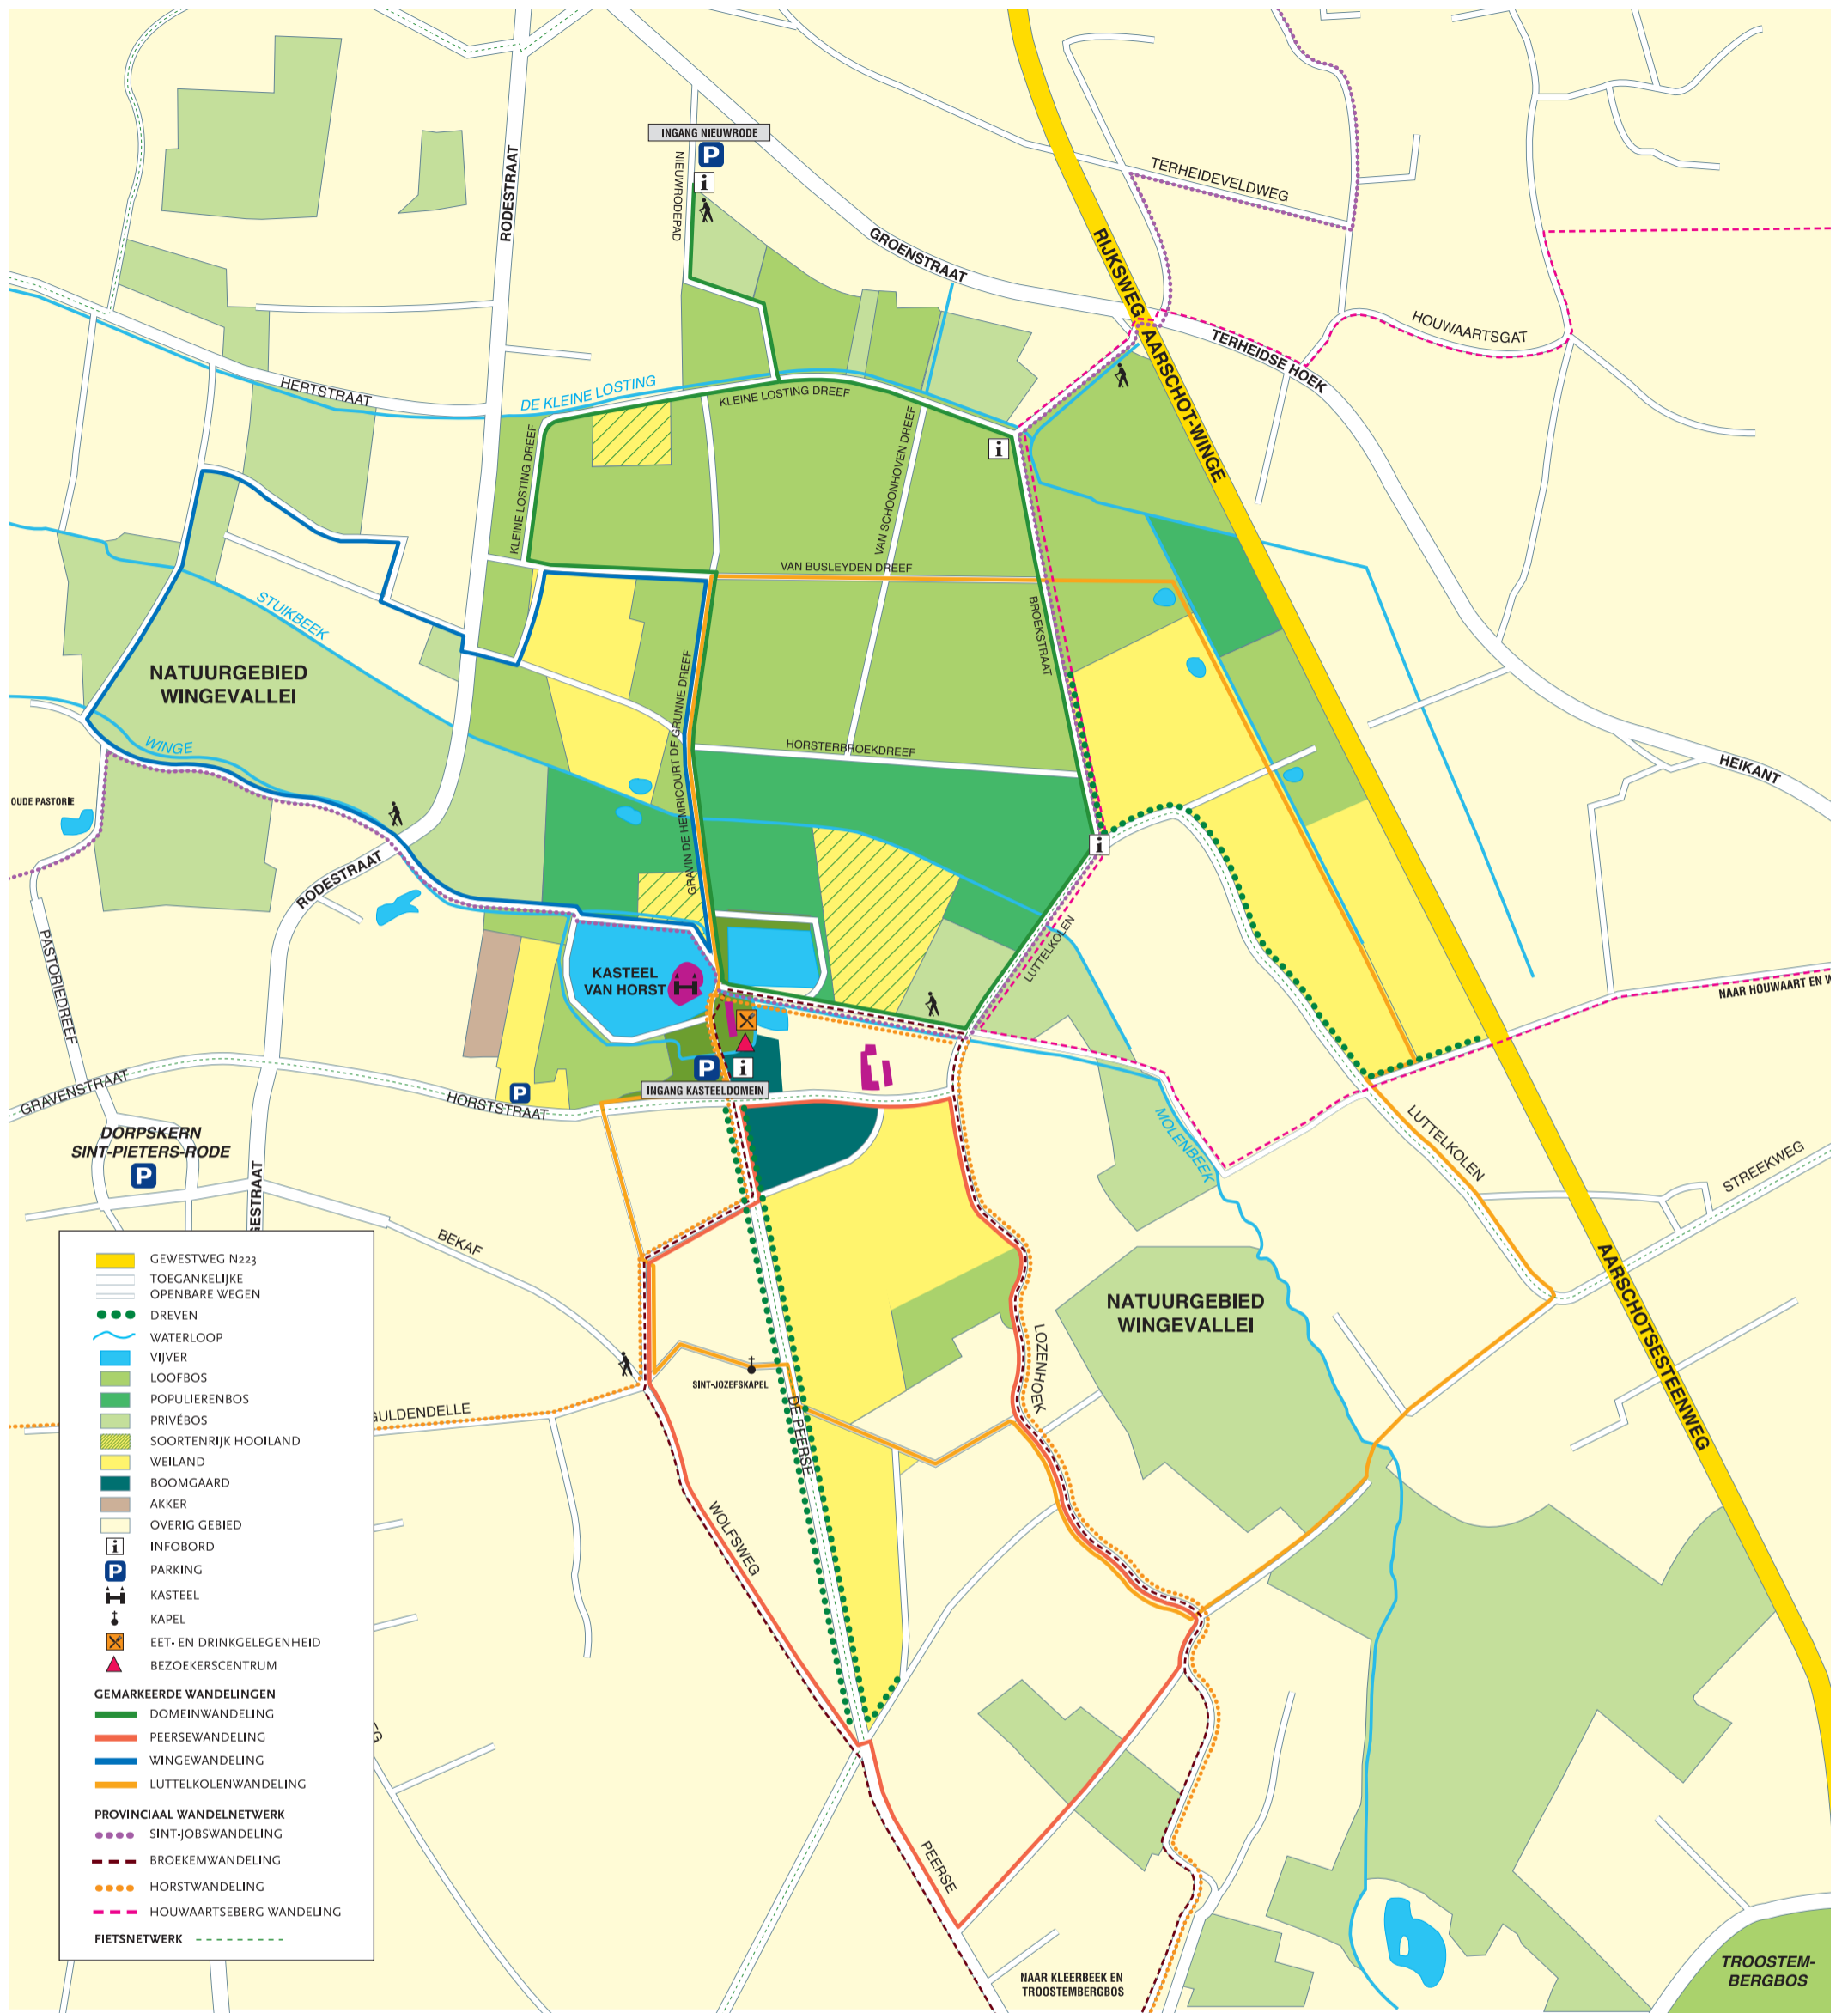 INGANG NIEUWRODE
P
i
NIEUWRODEPAD
RODESTRAAT
GROENSTRAAT
RIJKSWEG AARSCHOT-WINGE
TERHEIDEVELDWEG
TERHEIDSE HOEK
HOUWAARTSGAT
HERTSTRAAT
DE KLEINE LOSTING
KLEINE LOSTING DREEF
KLEINE LOSTING DREEF
VAN SCHOONHOVEN DREEF
i
VAN BUSLEYDEN DREEF
BROEKSTRAAT
STUIKBEEK
NATUURGEBIED
WINGEVALLEI
WINGE
GRAVIN DE HEMRICOURT DE GRUNNE DREEF
HORSTERBROEKDREEF
HEIKANT
OUDE PASTORIE
RODESTRAAT
i
LUTTELKOLEN
PASTORIEDREEF
KASTEEL
VAN HORST
NAAR HOUWAART EN W
P
i
INGANG KASTEELDOMEIN
P
GRAVENSTRAAT
HORSTSTRAAT
DORPSKERN
SINT-PIETERS-RODE
P
GESTRAAT
MOLENBEEK
LUTTELKOLEN
STREEKWEG
BEKAF
AARSCHOTSESTEENWEG
NATUURGEBIED
WINGEVALLEI
LOZENHOEK
SINT-JOZEFSKAPEL
DE PEERSE
GULDENDELLE
WOLFSWEG
PEERSE
NAAR KLEERBEEK EN
TROOSTEMBERGBOS
TROOSTEM-
BERGBOS
GEWESTWEG N223
TOEGANKELIJKE
OPENBARE WEGEN
DREVEN
WATERLOOP
VIJVER
LOOFBOS
POPULIERENBOS
PRIVÉBOS
SOORTENRIJK HOOILAND
WEILAND
BOOMGAARD
AKKER
OVERIG GEBIED
i INFOBORD
P PARKING
KASTEEL
KAPEL
EET- EN DRINKGELEGENHEID
BEZOEKERSCENTRUM
GEMARKEERDE WANDELINGEN
DOMEINWANDELING
PEERSEWANDELING
WINGEWANDELING
LUTTELKOLENWANDELING
PROVINCIAAL WANDELNETWERK
SINT-JOBSWANDELING
BROEKEMWANDELING
HORSTWANDELING
HOUWAARTSEBERG WANDELING
FIETSNETWERK